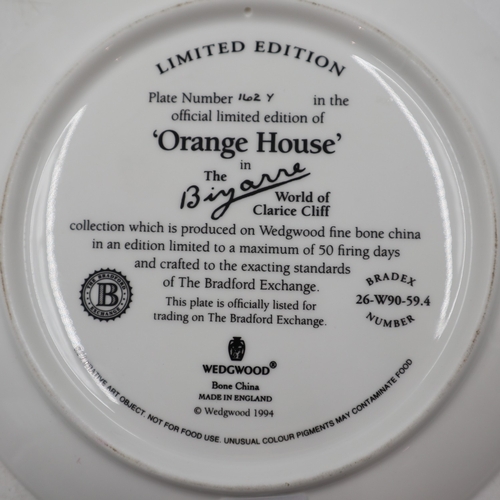 LIMITED EDITION
Plate Number 1402 Y in the
official limited edition of
'Orange House'
in
The Bizarre World of
Clarice Cliff
collection which is produced on Wedgwood fine bone china
in an edition limited to a maximum of 50 firing days
and crafted to the exacting standards
of The Bradford Exchange.
This plate is officially listed for
trading on The Bradford Exchange.
THE BRADFORD
B
EXCHANGE
BRADEX
26-W90-59.4
NUMBER
WEDGWOOD®
Bone China
MADE IN ENGLAND
© Wedgwood 1994
ART OBJECT. NOT FOR FOOD USE. UNUSUAL COLOUR PIGMENTS MAY CONTAMINATE FOOD